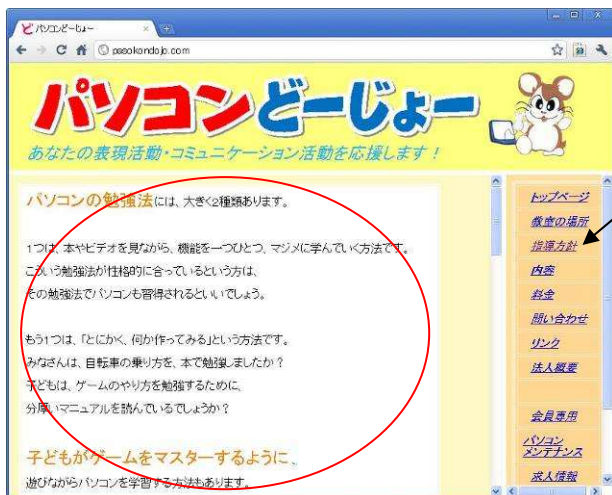 パソコンどーじょー
pasokondojo.com
パソコンどーじょー
あなたの表現活動・コミュニケーション活動を応援します！
パソコンの勉強法には、大きく2種類あります。
1つは、本やビデオを見ながら、機能を一つひとつ、マジメに学んでいく方法です。
こういう勉強法が性格的に合っているという方は、
その勉強法でパソコンも習得されるといいでしょう。
もう1つは、「とにかく、何か作ってみる」という方法です。
みなさんは、自転車の乗り方を、本で勉強しましたか？
子どもは、ゲームのやり方を勉強するために、
分厚いマニュアルを読んでいるでしょうか？
子どもがゲームをマスターするように、
遊びながらパソコンを学習する方法もあります。
トップページ
教室の場所
指導方針
内容
料金
問い合わせ
リンク
法人概要
会員専用
パソコン
メンテナンス
求人情報